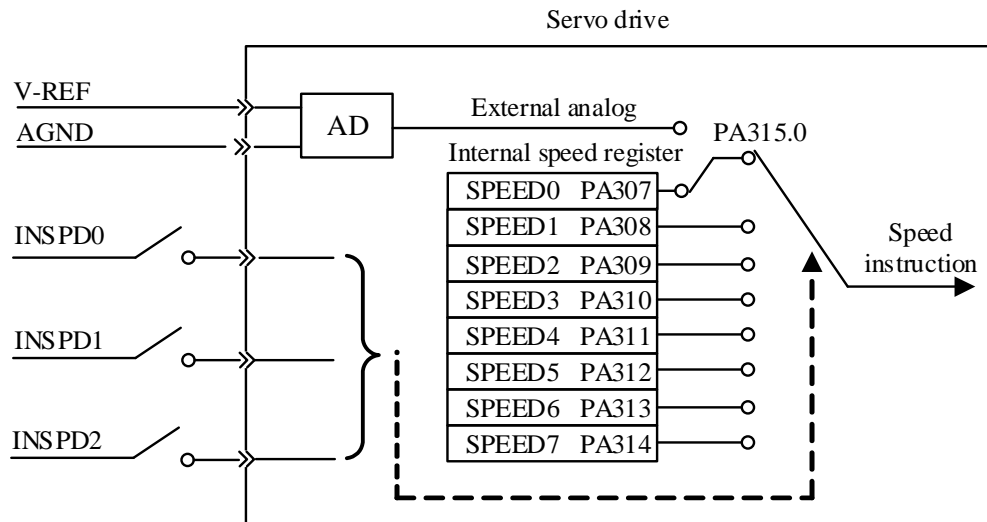 Servo drive
V-REF
AGND
AD
External analog
PA315.0
Internal speed register
SPEED0 PA307
SPEED1 PA308
SPEED2 PA309
SPEED3 PA310
SPEED4 PA311
SPEED5 PA312
SPEED6 PA313
SPEED7 PA314
INSPD0
INSPD1
INSPD2
Speed
instruction